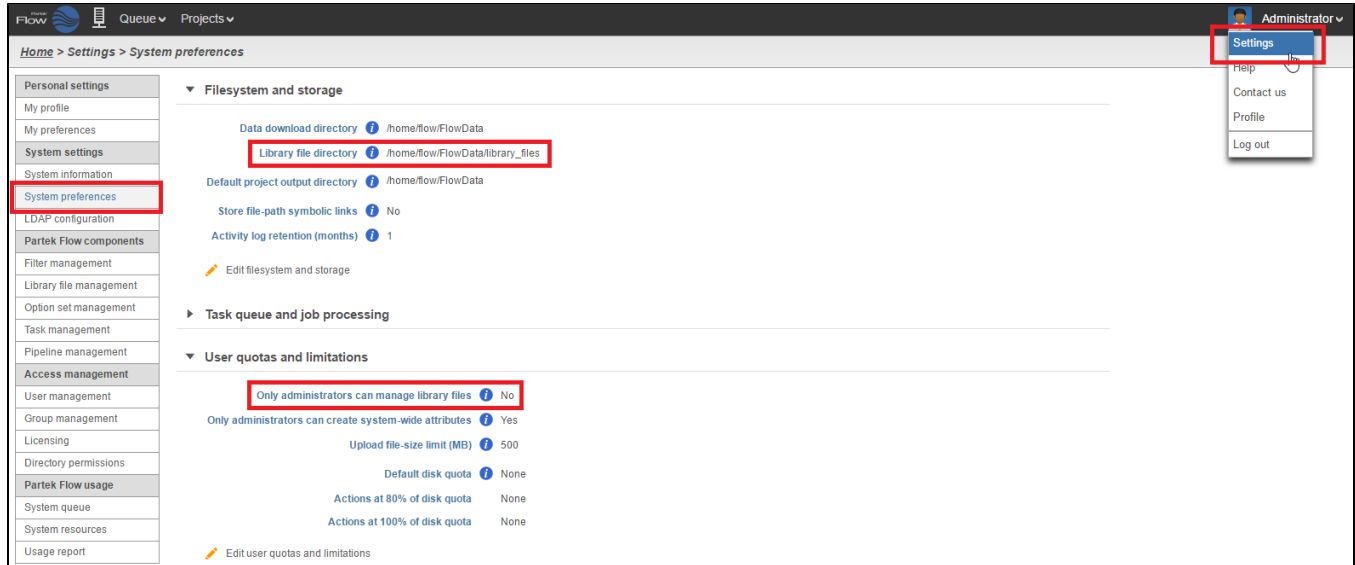 Partek
Flow Queue Projects Administrator
Home > Settings > System preferences
Settings
Help
Contact us
Profile
Log out
Personal settings
My profile
My preferences
System settings
System information
System preferences
LDAP configuration
Partek Flow components
Filter management
Library file management
Option set management
Task management
Pipeline management
Access management
User management
Group management
Licensing
Directory permissions
Partek Flow usage
System queue
System resources
Usage report
Filesystem and storage
Data download directory i /home/flow/FlowData
Library file directory i /home/flow/FlowData/library_files
Default project output directory i /home/flow/FlowData
Store file-path symbolic links i No
Activity log retention (months) i 1
Edit filesystem and storage
Task queue and job processing
User quotas and limitations
Only administrators can manage library files i No
Only administrators can create system-wide attributes i Yes
Upload file-size limit (MB) i 500
Default disk quota i None
Actions at 80% of disk quota None
Actions at 100% of disk quota None
Edit user quotas and limitations